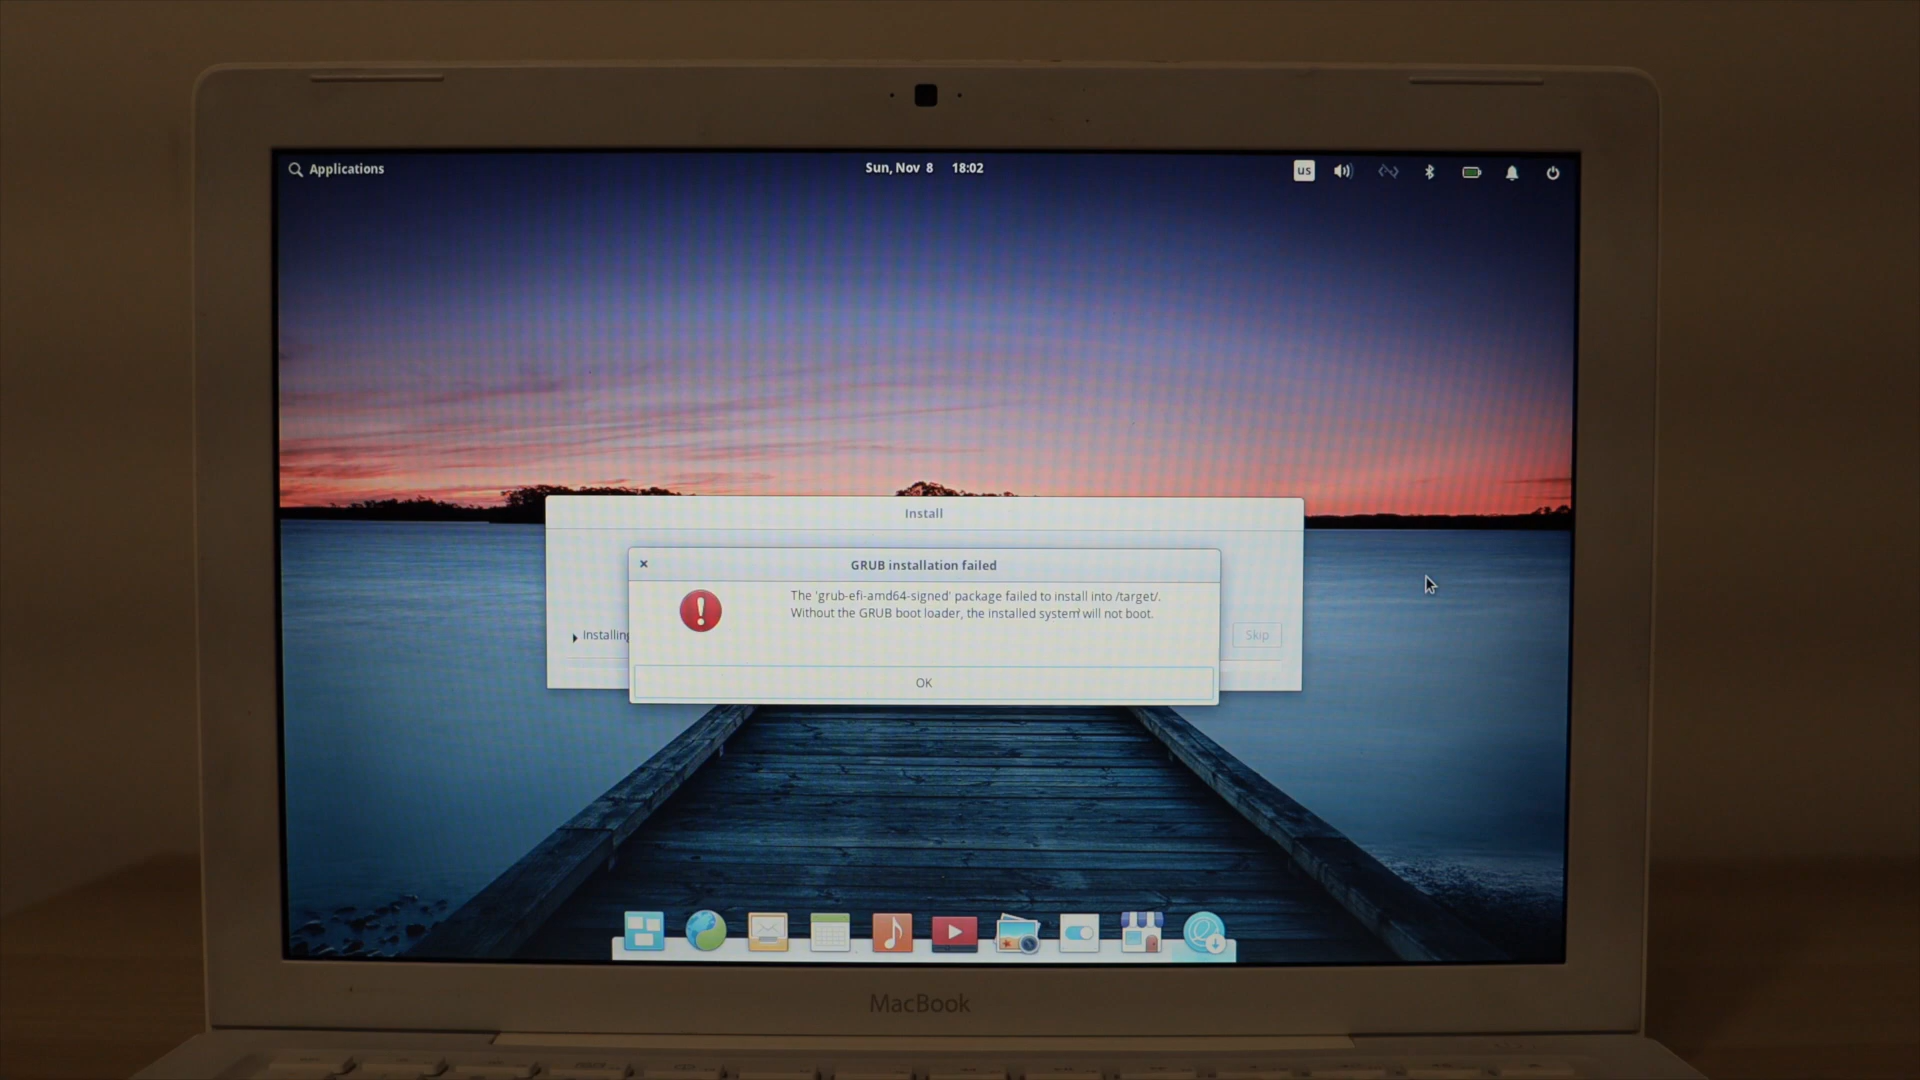 Applications
Sun, Nov 8 18:02
us
Install
GRUB installation failed
The 'grub-efi-amd64-signed' package failed to install into /target/.
Without the GRUB boot loader, the installed system will not boot.
Installing
Skip
OK
MacBook